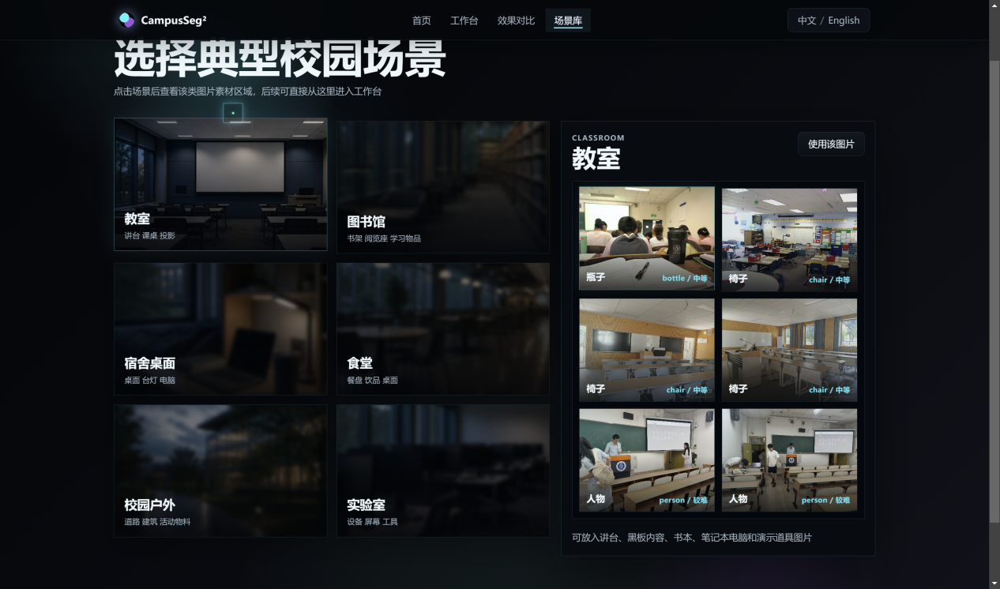 CampusSeg²
首页
工作台
效果对比
场景库
中文 / English
选择典型校园场景
点击场景后查看该类图片素材区域，后续可直接从这里进入工作台
教室
讲台 课桌 投影
图书馆
书架 阅览座 学习物品
宿舍桌面
桌面 台灯 电脑
食堂
餐盘 饮品 桌面
校园户外
道路 建筑 活动物料
实验室
设备 屏幕 工具
CLASSROOM
教室
使用该图片
瓶子
bottle / 中等
椅子
chair / 中等
椅子
chair / 中等
椅子
chair / 中等
人物
person / 较难
人物
person / 较难
可放入讲台、黑板内容、书本、笔记本电脑和演示道具图片